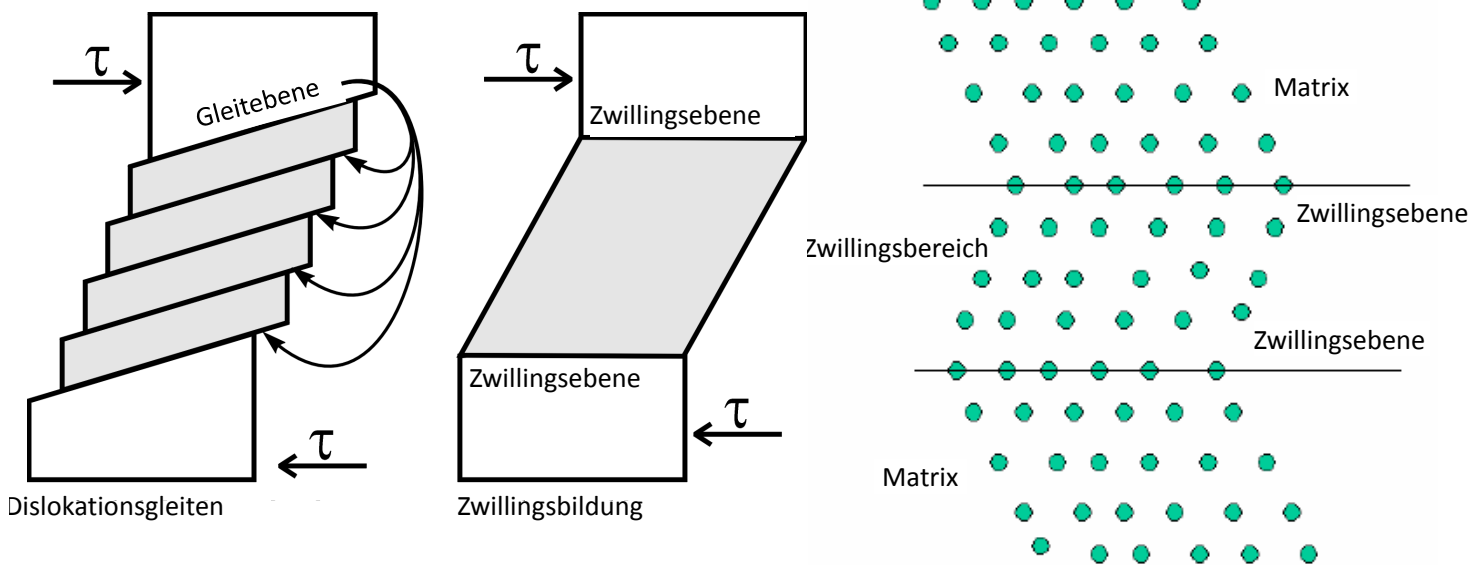 τ
Gleitebene
τ
Dislokationsgleiten
τ
Zwillingsebene
Zwillingsebene
τ
Zwillingsbildung
Matrix
Zwillingsebene
Zwillingsbereich
Zwillingsebene
Matrix